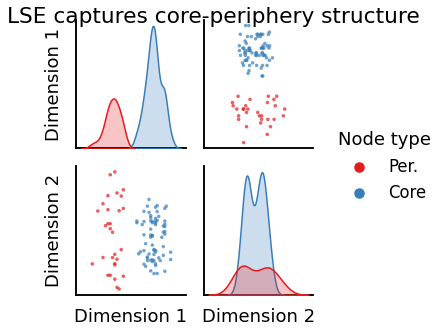 LSE captures core-periphery structure
Dimension 1
Dimension 2
Dimension 1
Dimension 2
Node type
Per.
Core